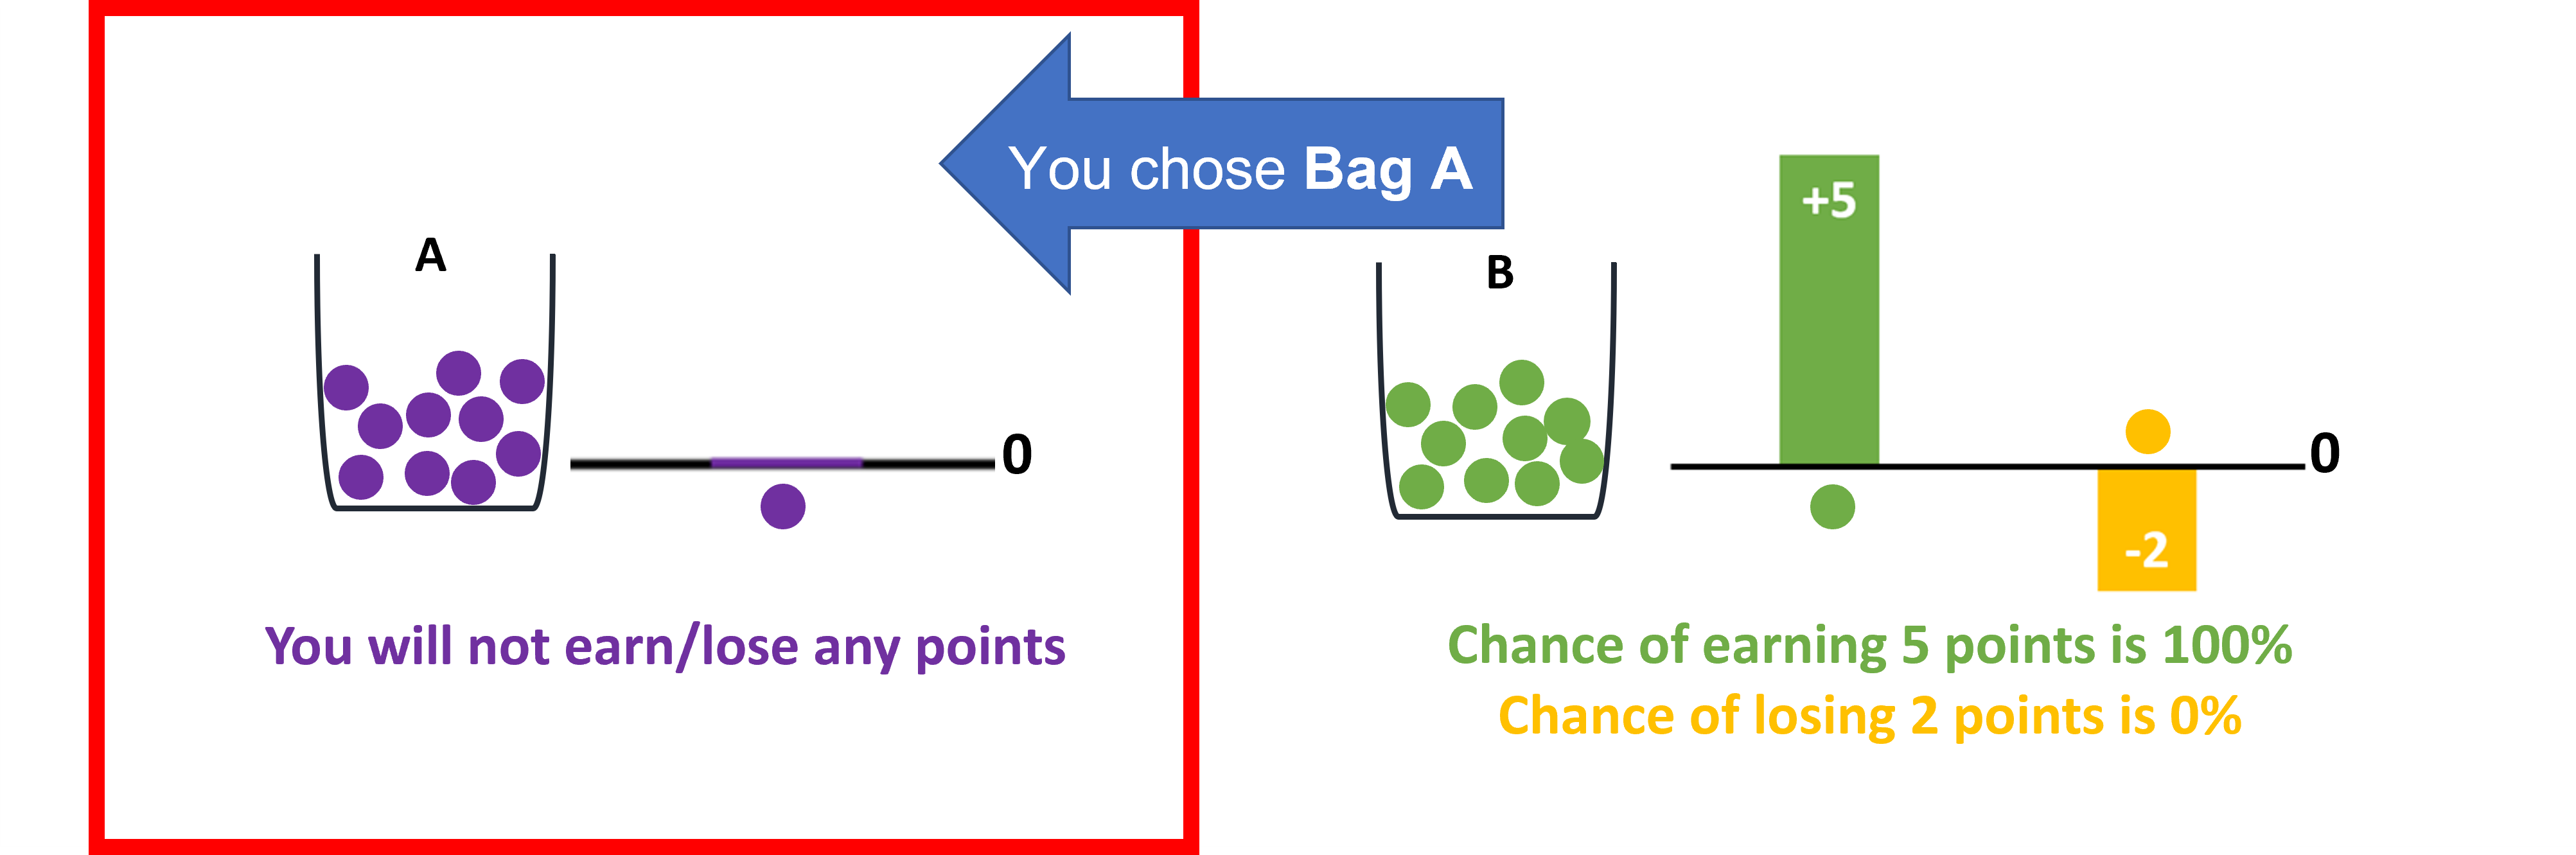 You chose Bag A
A
0
You will not earn/lose any points
B
+5
0
-2
Chance of earning 5 points is 100%
Chance of losing 2 points is 0%